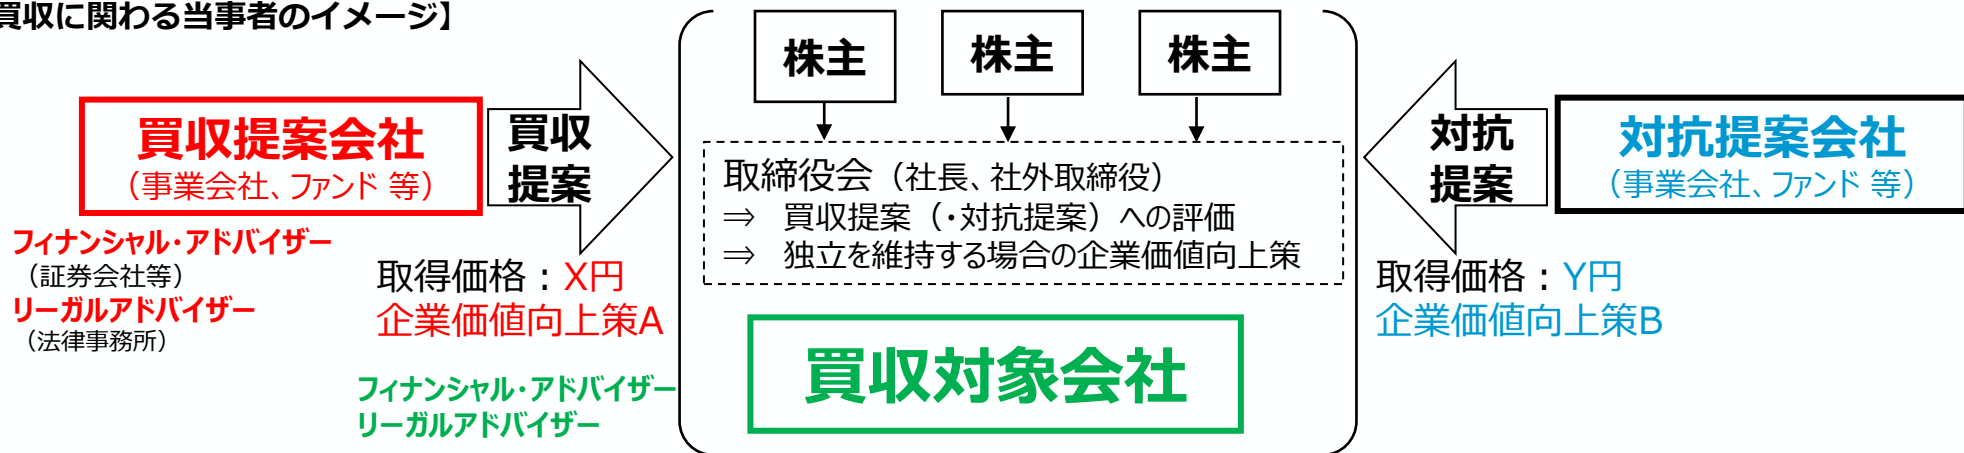 買収に関わる当事者のイメージ】
株主
株主
株主
買収提案会社
（事業会社、ファンド 等）
買収
提案
フィナンシャル・アドバイザー
（証券会社等）
リーガルアドバイザー
（法律事務所）
取得価格：X円
企業価値向上策A
フィナンシャル・アドバイザー
リーガルアドバイザー
取締役会（社長、社外取締役）
⇒ 買収提案（・対抗提案）への評価
⇒ 独立を維持する場合の企業価値向上策
買収対象会社
対抗
提案
対抗提案会社
（事業会社、ファンド 等）
取得価格：Y円
企業価値向上策B